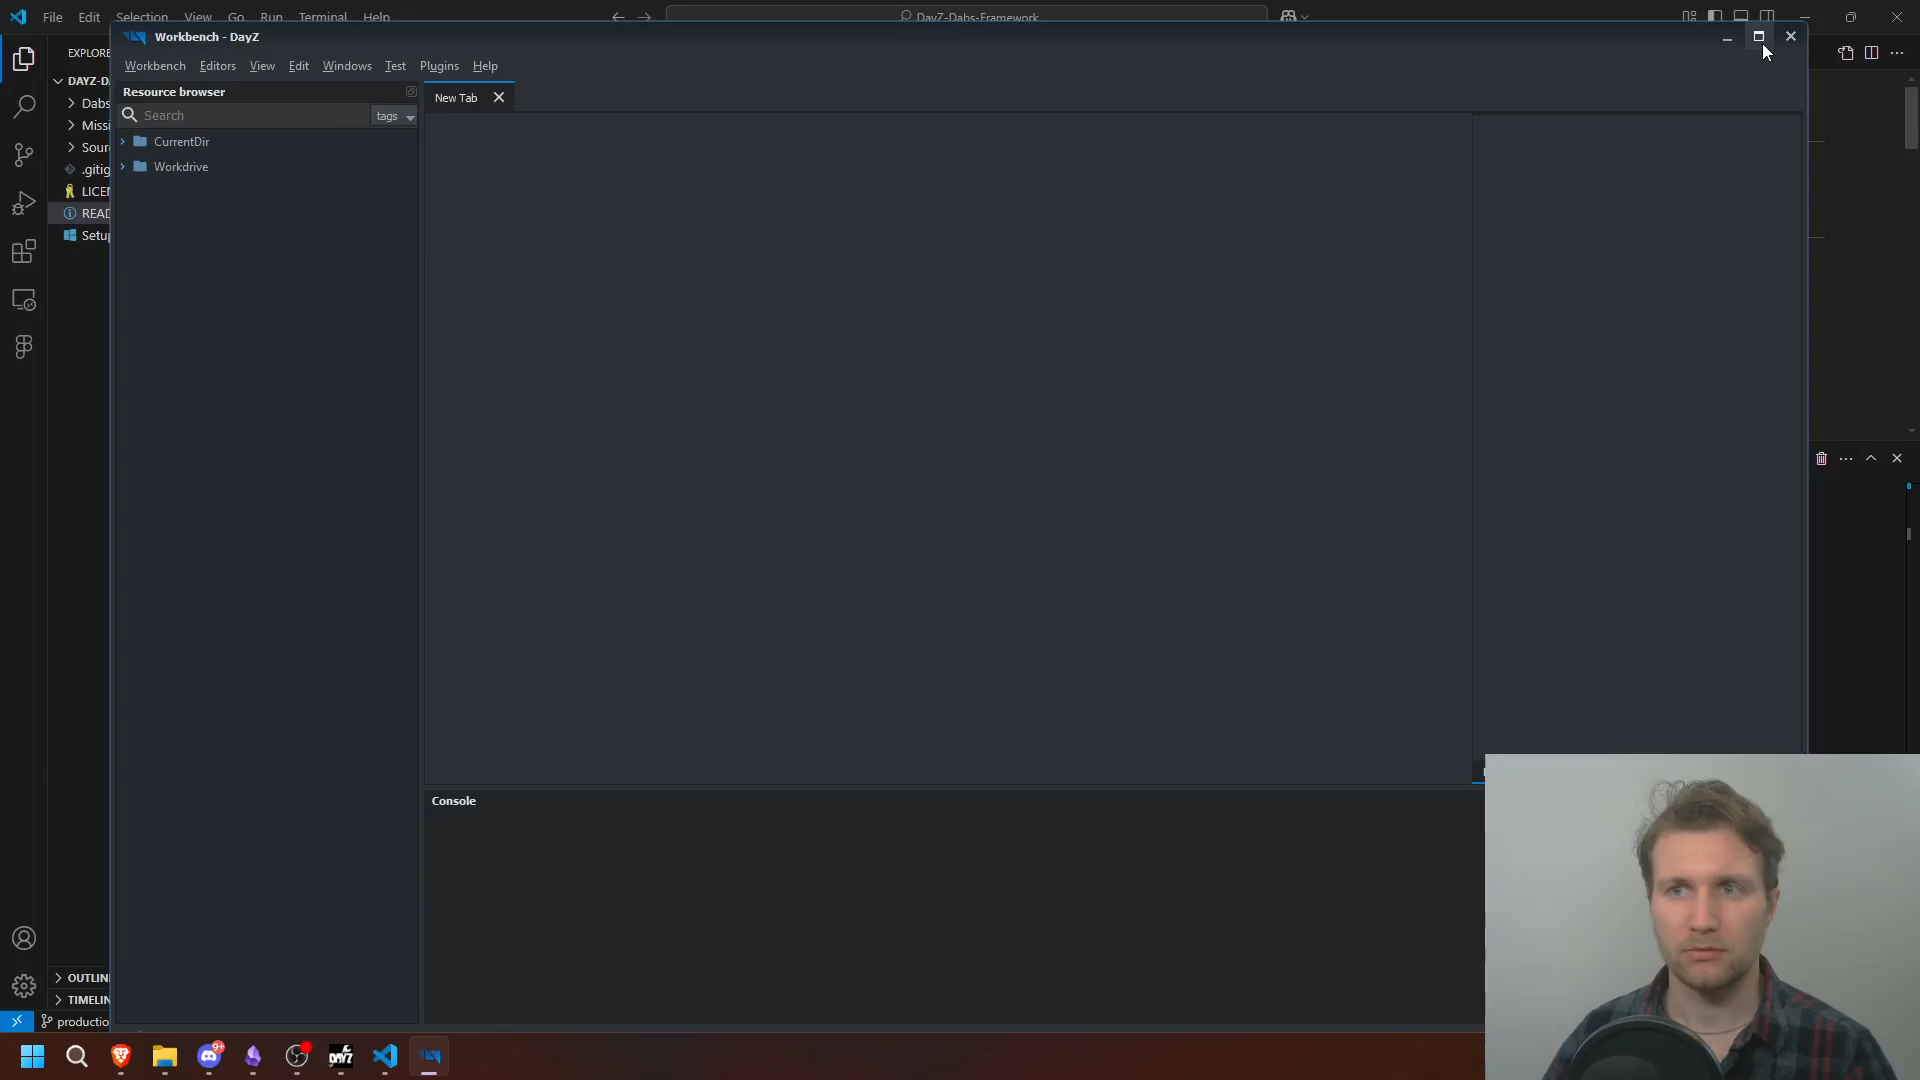 File Edit Selection View Go Run Terminal Help
DayZ-Dabs-Framework
Workbench - DayZ
EXPLORE
Workbench Editors View Edit Windows Test Plugins Help
DAYZ-D
Resource browser
New Tab
Dabs
Search
tags
Missi
CurrentDir
Sour
Workdrive
.gitig
LICEN
READ
Setup
Console
OUTLIN
TIMELIN
productio
9+
DAYZ